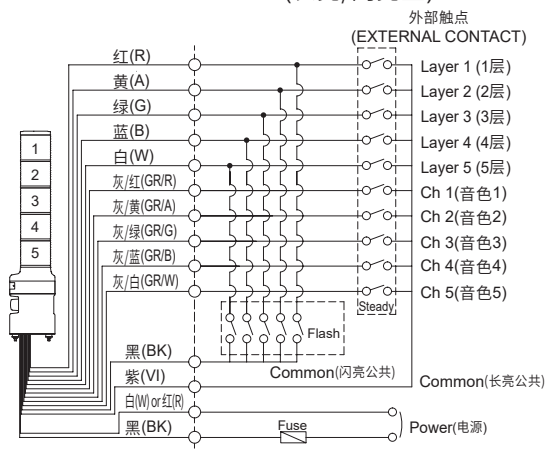 外部触点
(EXTERNAL CONTACT)
红(R)
Layer 1 (1层)
黄(A)
Layer 2 (2层)
绿(G)
Layer 3 (3层)
蓝(B)
Layer 4 (4层)
白(W)
Layer 5 (5层)
灰/红(GR/R)
Ch 1(音色1)
灰/黄(GR/A)
Ch 2(音色2)
灰/绿(GR/G)
Ch 3(音色3)
灰/蓝(GR/B)
Ch 4(音色4)
灰/白(GR/W)
Ch 5(音色5)
1
2
3
4
5
Steady
Flash
黑(BK)
Common(闪亮公共)
紫(VI)
Common(长亮公共)
白(W) or 红(R)
Power(电源)
黑(BK)
Fuse